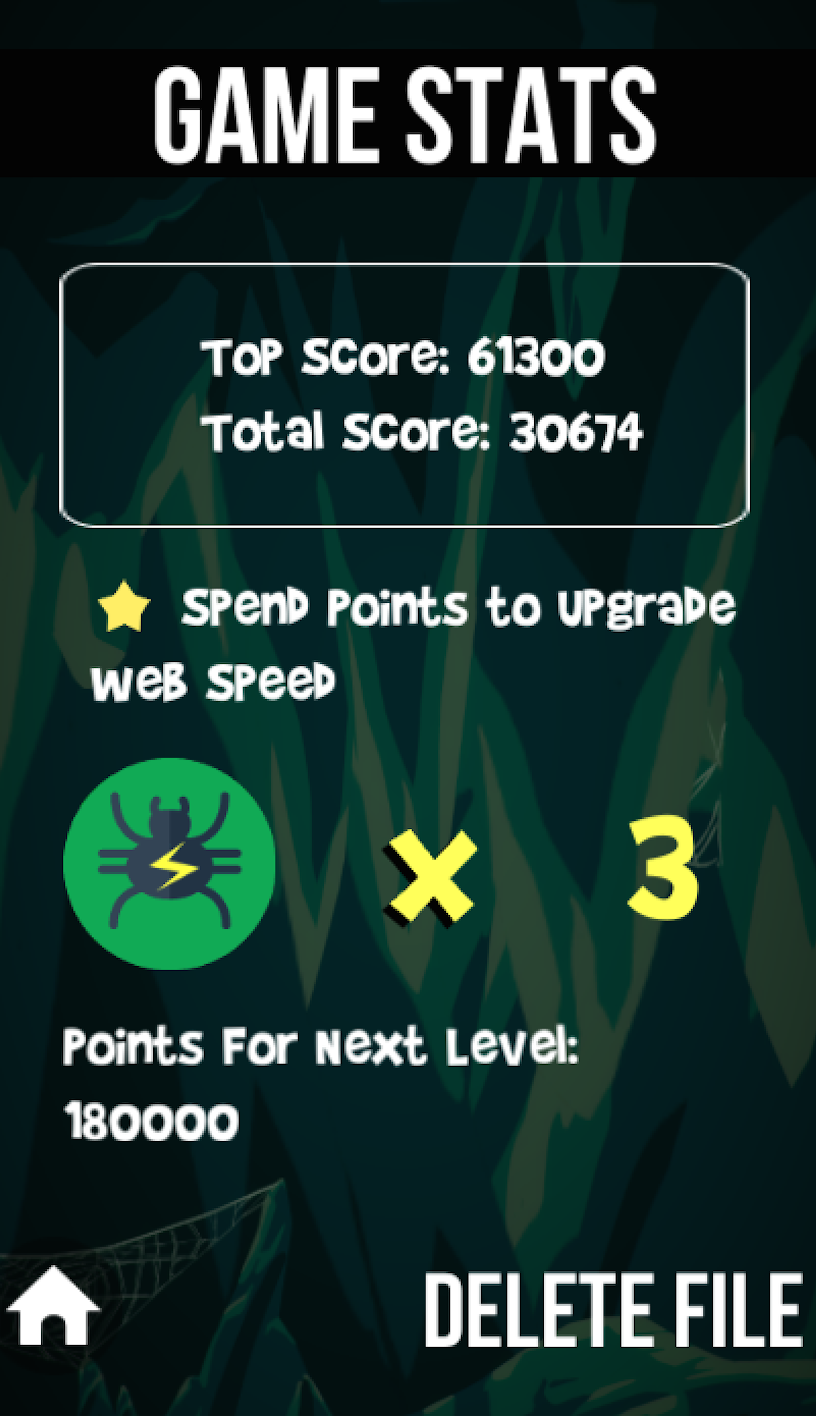 GAME STATS
Top Score: 61300
Total Score: 30674
Spend Points to Upgrade
Web Speed
x 3
Points For Next Level:
180000
DELETE FILE